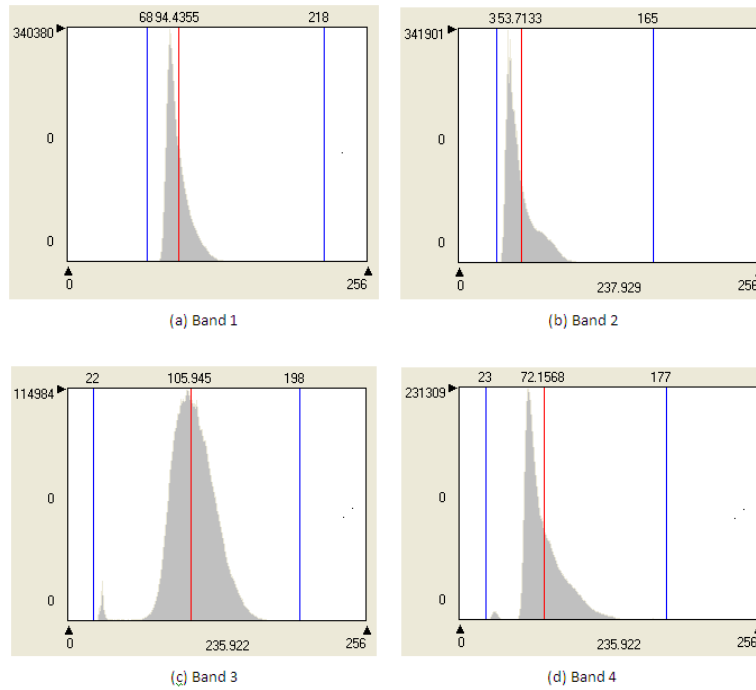 68 94.4355 218
340380
0
0
0 256
(a) Band 1
3 53.7133 165
341901
0
0
0 237.929 256
(b) Band 2
22 105.945 198
114984
0
0
0 235.922 256
(c) Band 3
23 72.1568 177
231309
0
0
0 235.922 256
(d) Band 4